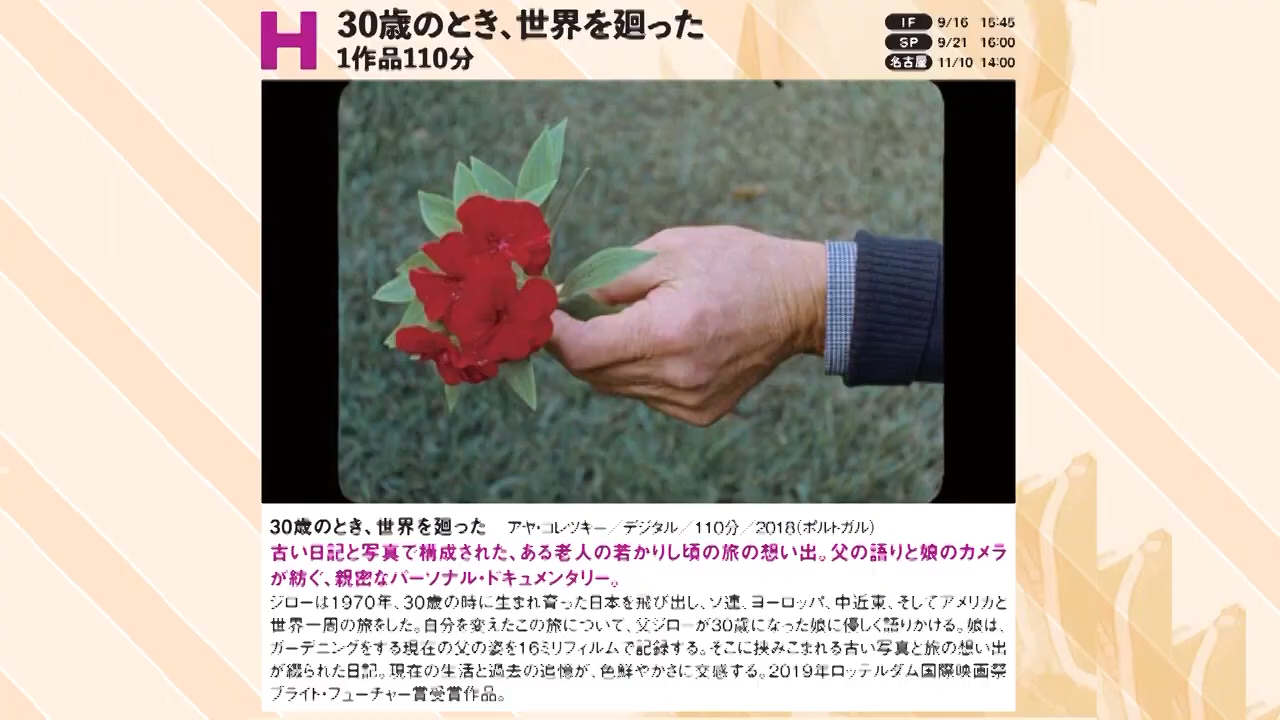 H
30歳のとき、世界を廻った
1作品110分
IF 9/16 16:45
SP 9/21 16:00
名古屋 11/10 14:00
30歳のとき、世界を廻った アヤ・コレツキー／デジタル／110分／2018（ポルトガル）
古い日記と写真で構成された、ある老人の若かりし頃の旅の想い出。父の語りと娘のカメラ
が紡ぐ、親密なパーソナル・ドキュメンタリー。
ジローは1970年、30歳の時に生まれ育った日本を飛び出し、ソ連、ヨーロッパ、中近東、そしてアメリカと
世界一周の旅をした。自分を変えたこの旅について、父ジローが30歳になった娘に優しく語りかける。娘は、
ガーデニングをする現在の父の姿を16ミリフィルムで記録する。そこに挟みこまれる古い写真と旅の想い出
が綴られた日記。現在の生活と過去の追憶が、色鮮やかさに交感する。2019年ロッテルダム国際映画祭
ブライト・フューチャー賞受賞作品。